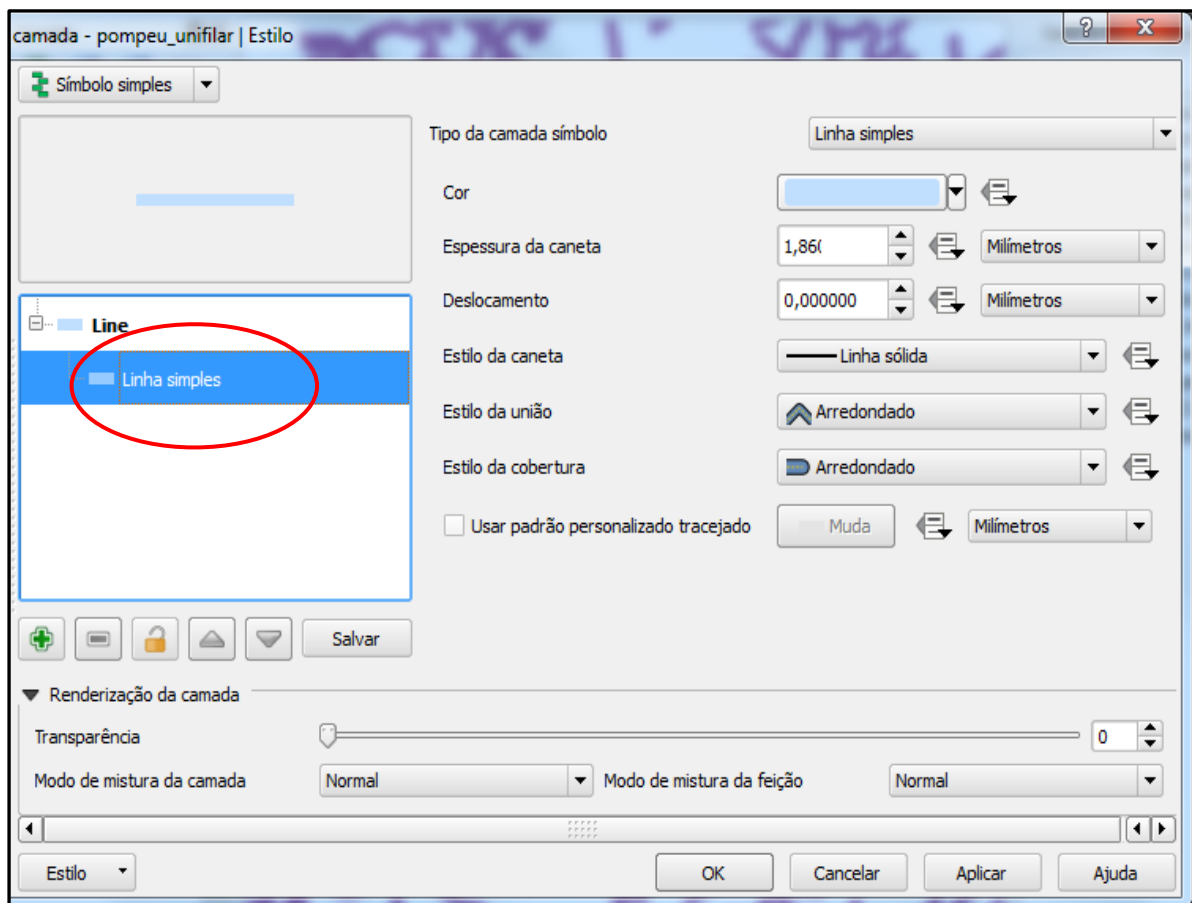 camada - pompeu_unifilar | Estilo
Símbolo simples
Tipo da camada símbolo Linha simples
Cor
Espessura da caneta 1,86( Milímetros
Deslocamento 0,000000 Milímetros
Line
Linha simples
Estilo da caneta Linha sólida
Estilo da união Arredondado
Estilo da cobertura Arredondado
Usar padrão personalizado tracejado Muda Milímetros
Salvar
Renderização da camada
Transparência 0
Modo de mistura da camada Normal Modo de mistura da feição Normal
Estilo OK Cancelar Aplicar Ajuda